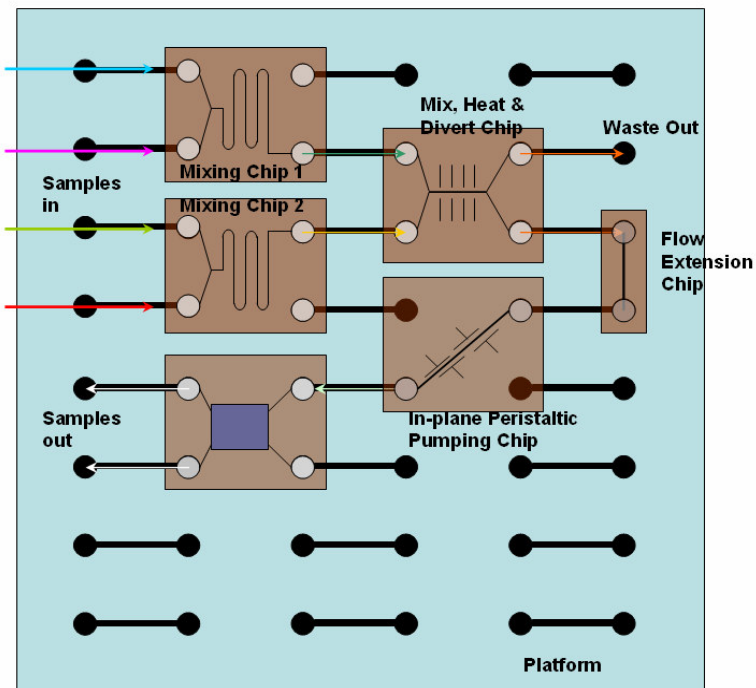 Mix, Heat &
Divert Chip
Waste Out
Mixing Chip 1
Samples
in
Mixing Chip 2
Flow
Extension
Chip
Samples
out
In-plane Peristaltic
Pumping Chip
Platform